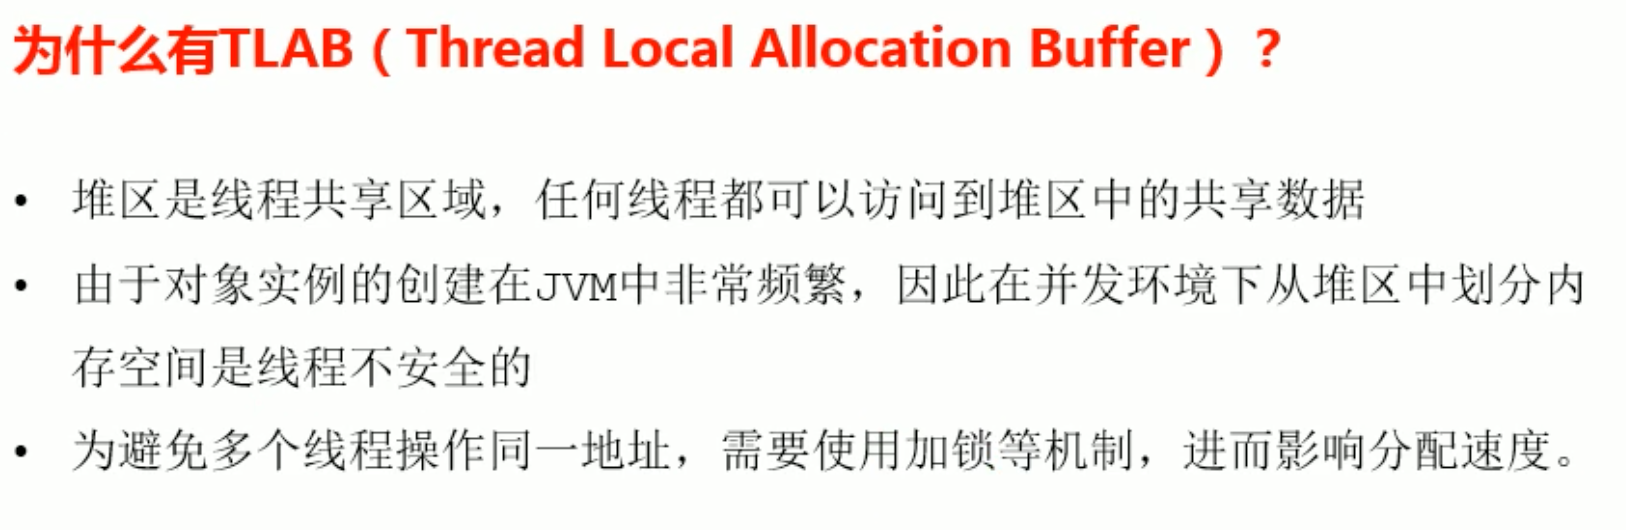 为什么有TLAB（Thread Local Allocation Buffer）？
• 堆区是线程共享区域，任何线程都可以访问到堆区中的共享数据
• 由于对象实例的创建在JVM中非常频繁，因此在并发环境下从堆区中划分内
存空间是线程不安全的
• 为避免多个线程操作同一地址，需要使用加锁等机制，进而影响分配速度。